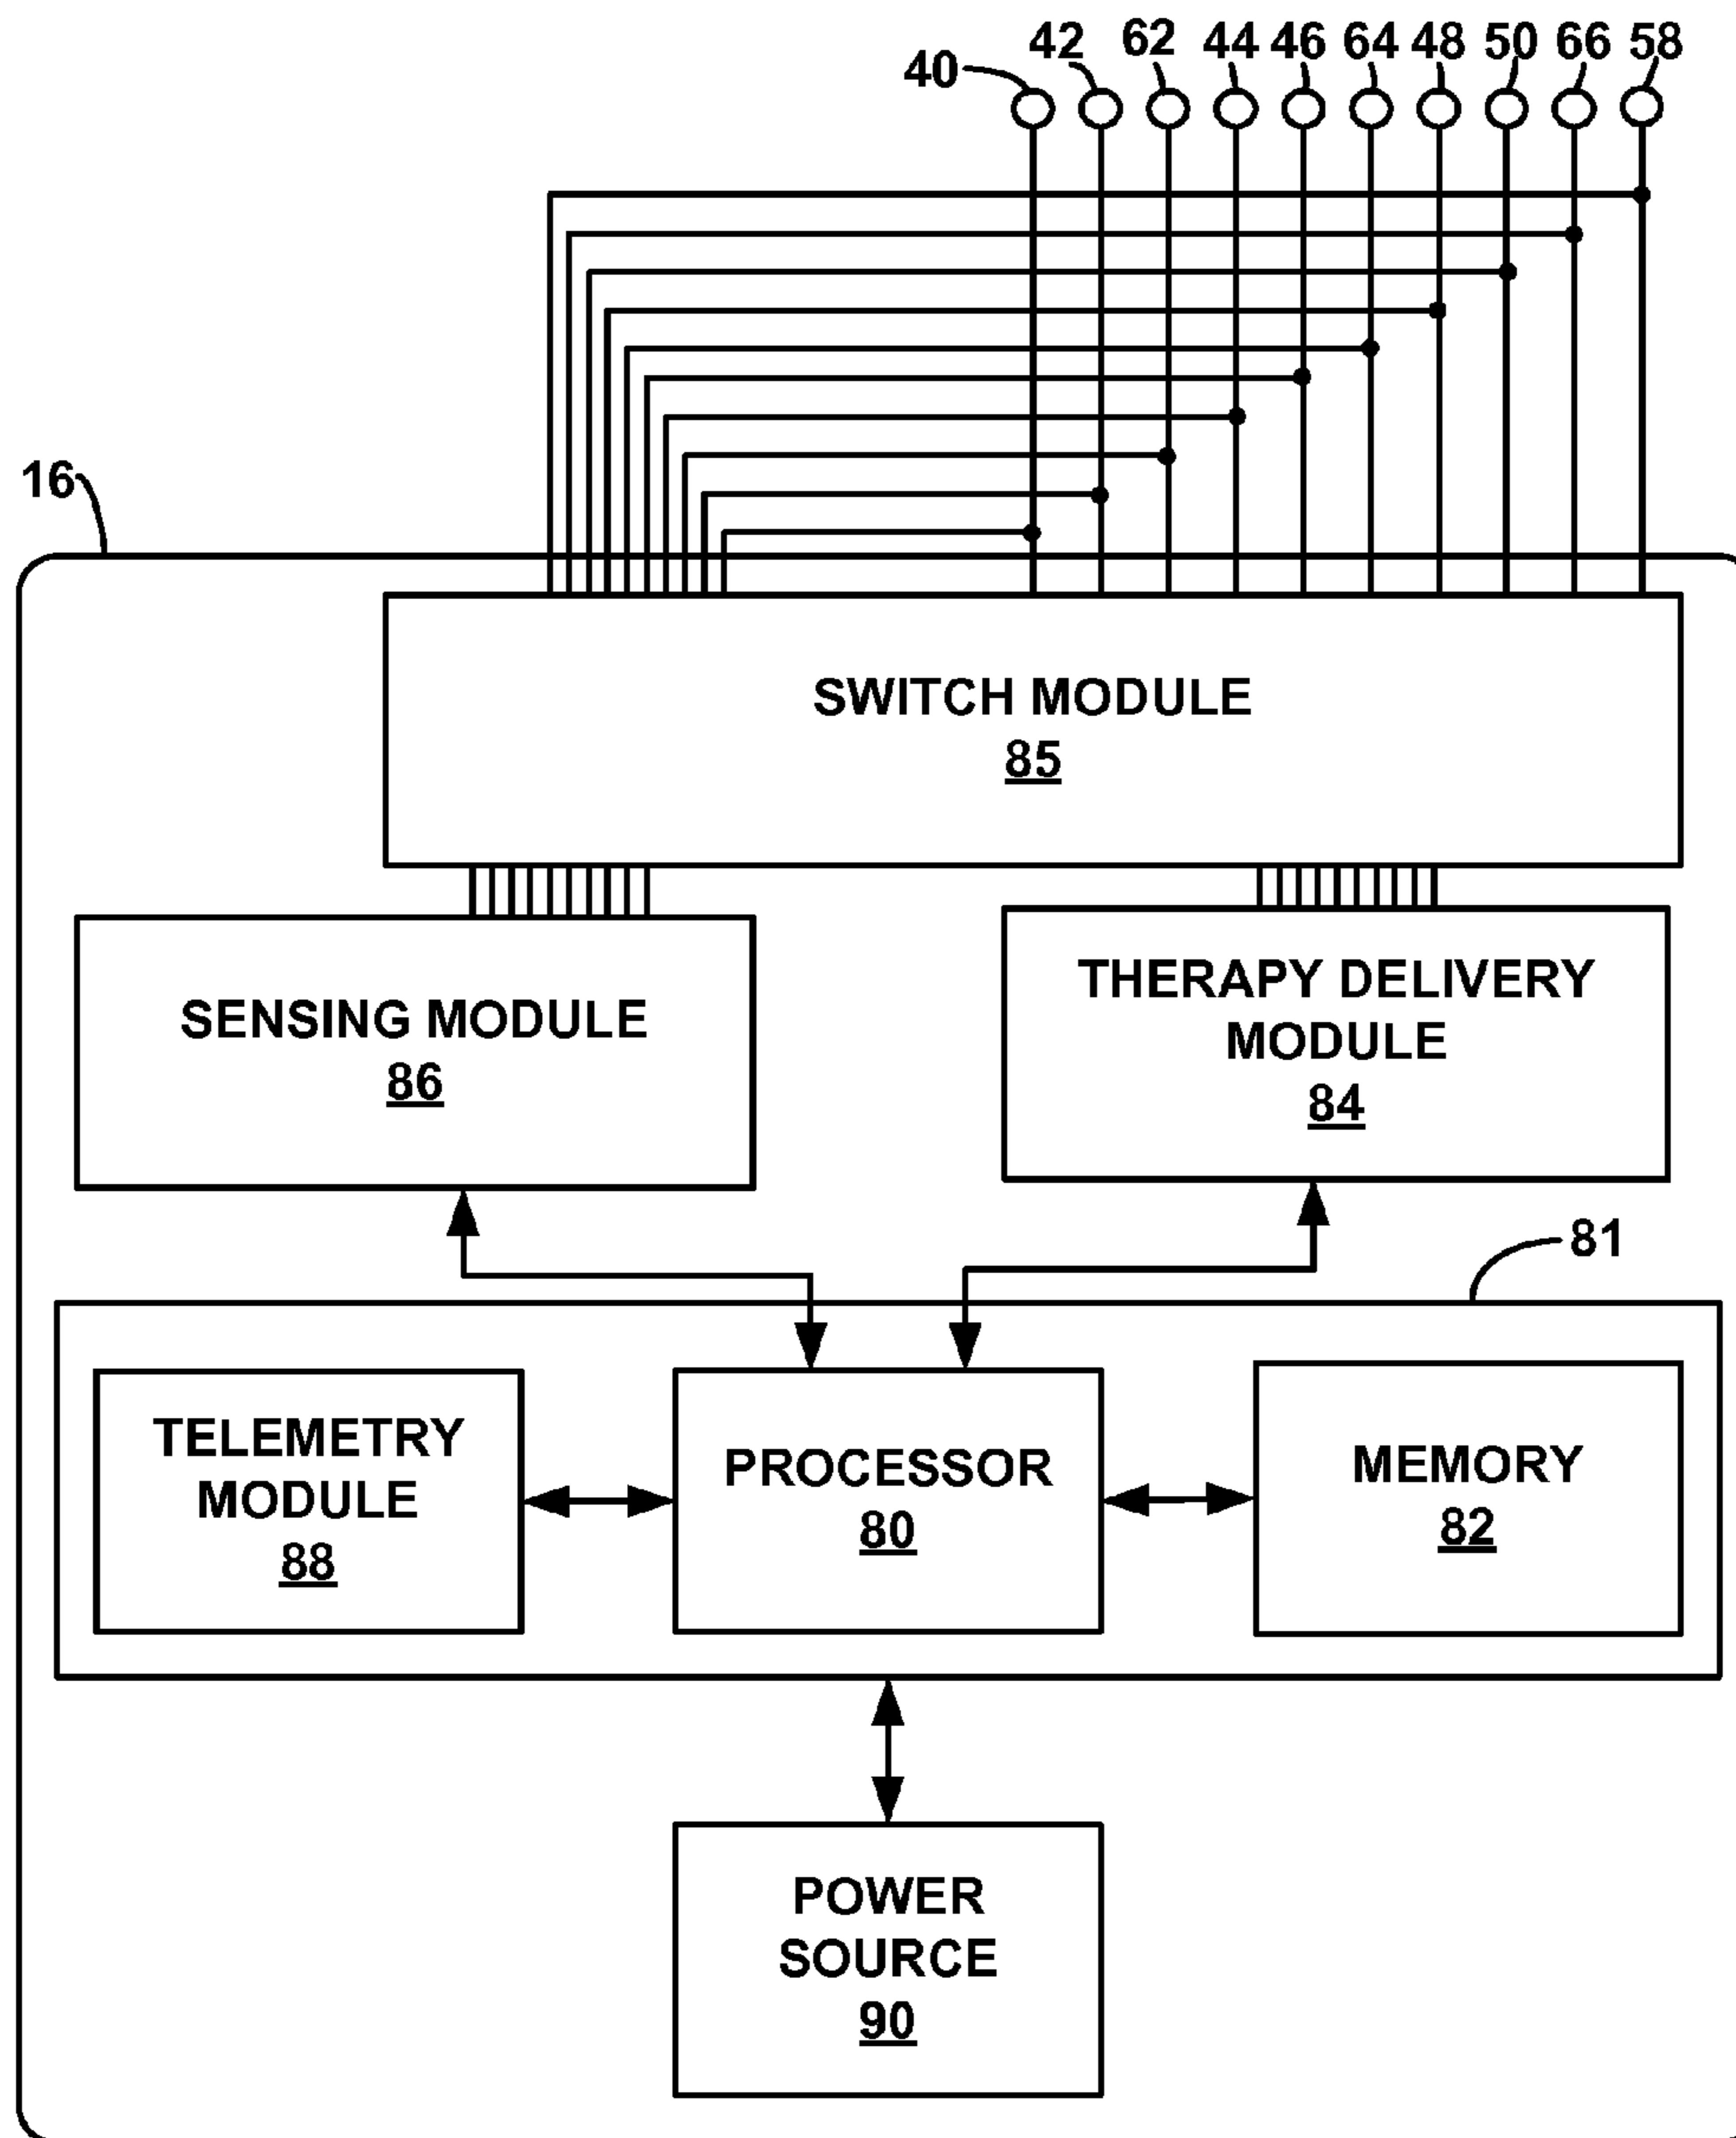 40 42 62 44 46 64 48 50 66 58
16
SWITCH MODULE
85
SENSING MODULE
86
THERAPY DELIVERY
MODULE
84
81
TELEMETRY
MODULE
88
PROCESSOR
80
MEMORY
82
POWER
SOURCE
90